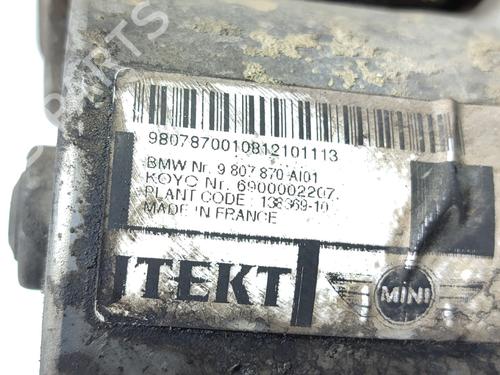 9807870010812101113
BMW Nr. 9 807 870-AI01
KOYO Nr. 6900002207
PLANT CODE : 138369-10
MADE IN FRANCE
JTEKT
MINI
PARTS